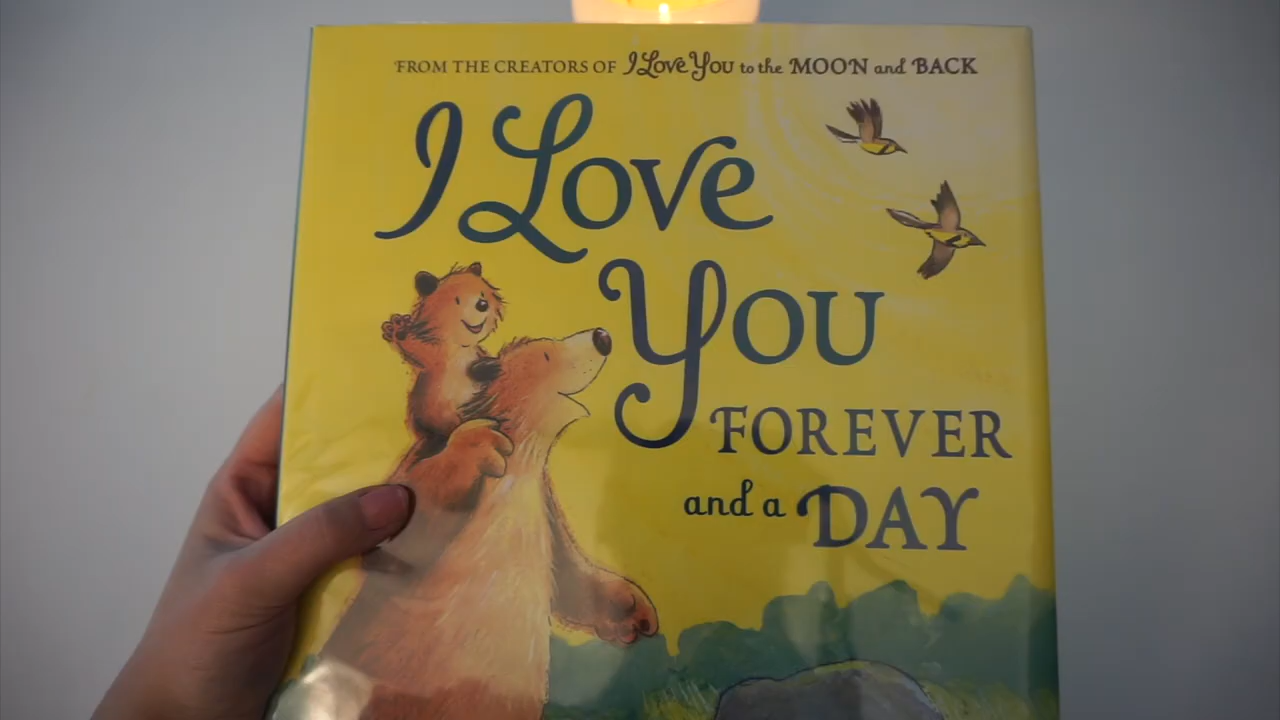 FROM THE CREATORS OF I Love You to the MOON and BACK
I Love
You
FOREVER
and a DAY